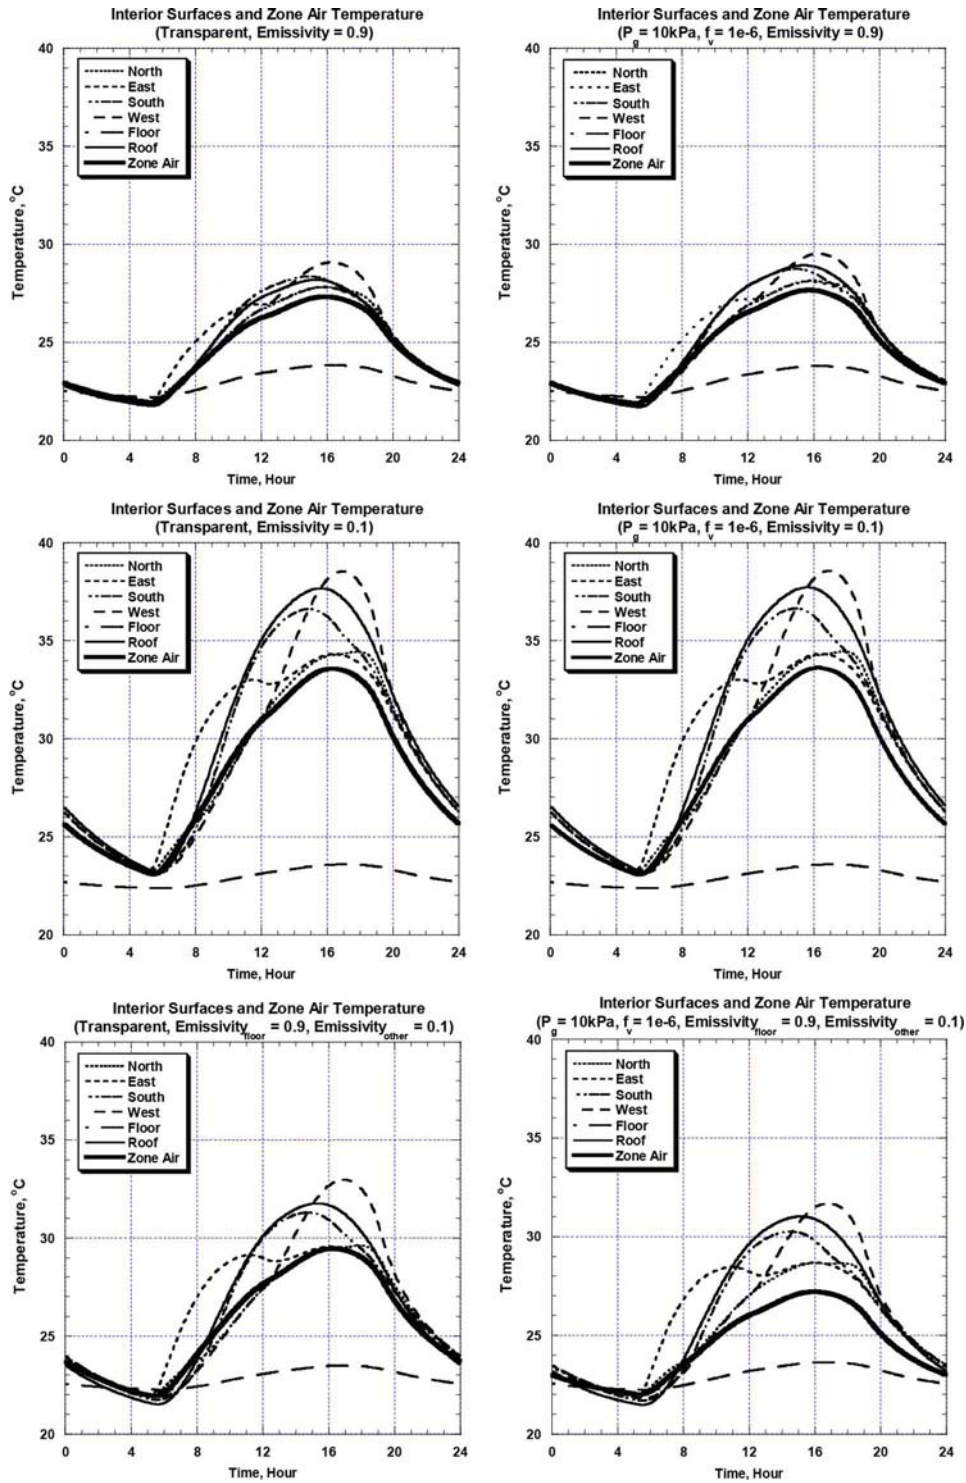 Interior Surfaces and Zone Air Temperature
(Transparent, Emissivity = 0.9)
40
35
30
25
20
Temperature, °C
North
East
South
West
Floor
Roof
Zone Air
0 4 8 12 16 20 24
Time, Hour
Interior Surfaces and Zone Air Temperature
(P_g = 10kPa, f_v = 1e-6, Emissivity = 0.9)
40
35
30
25
20
Temperature, °C
North
East
South
West
Floor
Roof
Zone Air
0 4 8 12 16 20 24
Time, Hour
Interior Surfaces and Zone Air Temperature
(Transparent, Emissivity = 0.1)
40
35
30
25
20
Temperature, °C
North
East
South
West
Floor
Roof
Zone Air
0 4 8 12 16 20 24
Time, Hour
Interior Surfaces and Zone Air Temperature
(P_g = 10kPa, f_v = 1e-6, Emissivity = 0.1)
40
35
30
25
20
Temperature, °C
North
East
South
West
Floor
Roof
Zone Air
0 4 8 12 16 20 24
Time, Hour
Interior Surfaces and Zone Air Temperature
(Transparent, Emissivity_floor = 0.9, Emissivity_other = 0.1)
40
35
30
25
20
Temperature, °C
North
East
South
West
Floor
Roof
Zone Air
0 4 8 12 16 20 24
Time, Hour
Interior Surfaces and Zone Air Temperature
(P_g = 10kPa, f_v = 1e-6, Emissivity_floor = 0.9, Emissivity_other = 0.1)
40
35
30
25
20
Temperature, °C
North
East
South
West
Floor
Roof
Zone Air
0 4 8 12 16 20 24
Time, Hour